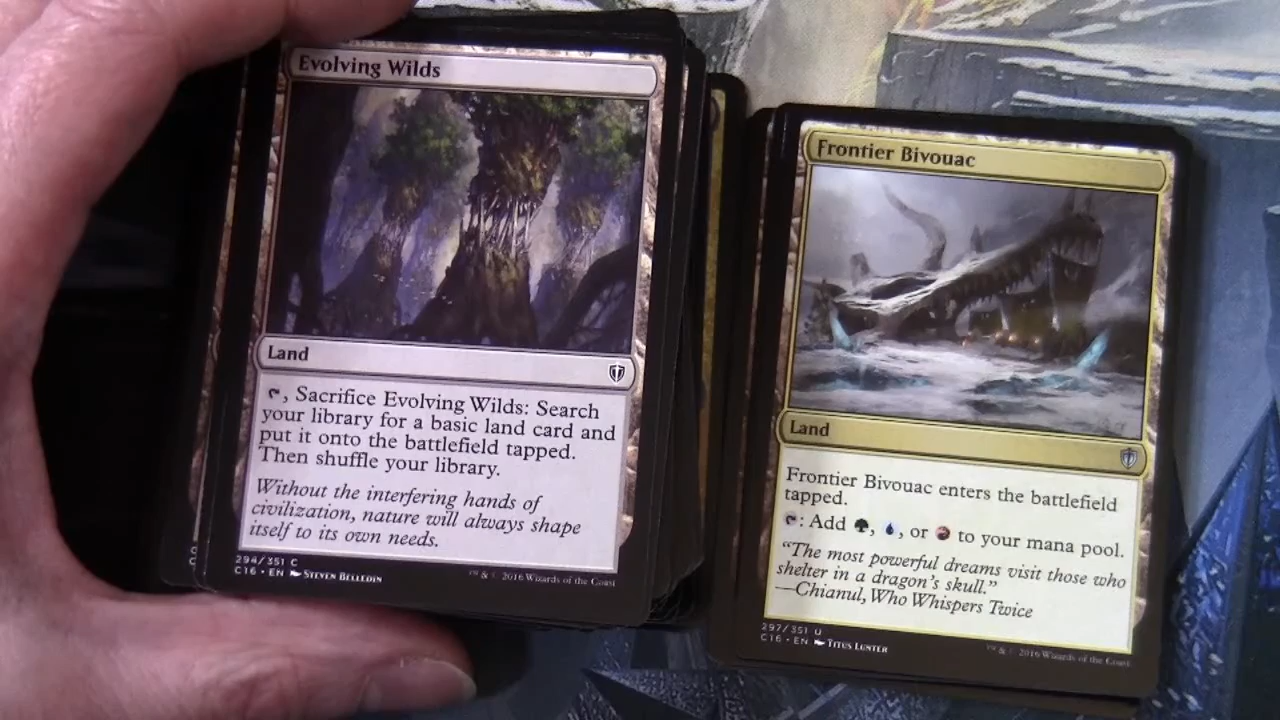 Evolving Wilds
Land
, Sacrifice Evolving Wilds: Search
your library for a basic land card and
put it onto the battlefield tapped.
Then shuffle your library.
Without the interfering hands of
civilization, nature will always shape
itself to its own needs.
294/351 C
C16 • EN Steven Belledin
™ & © 2016 Wizards of the Coast
Frontier Bivouac
Land
Frontier Bivouac enters the battlefield
tapped.
: Add , , or to your mana pool.
“The most powerful dreams visit those who
shelter in a dragon's skull.”
—Chianul, Who Whispers Twice
297/351 U
C16 • EN Titus Lunter
™ & © 2016 Wizards of the Coast